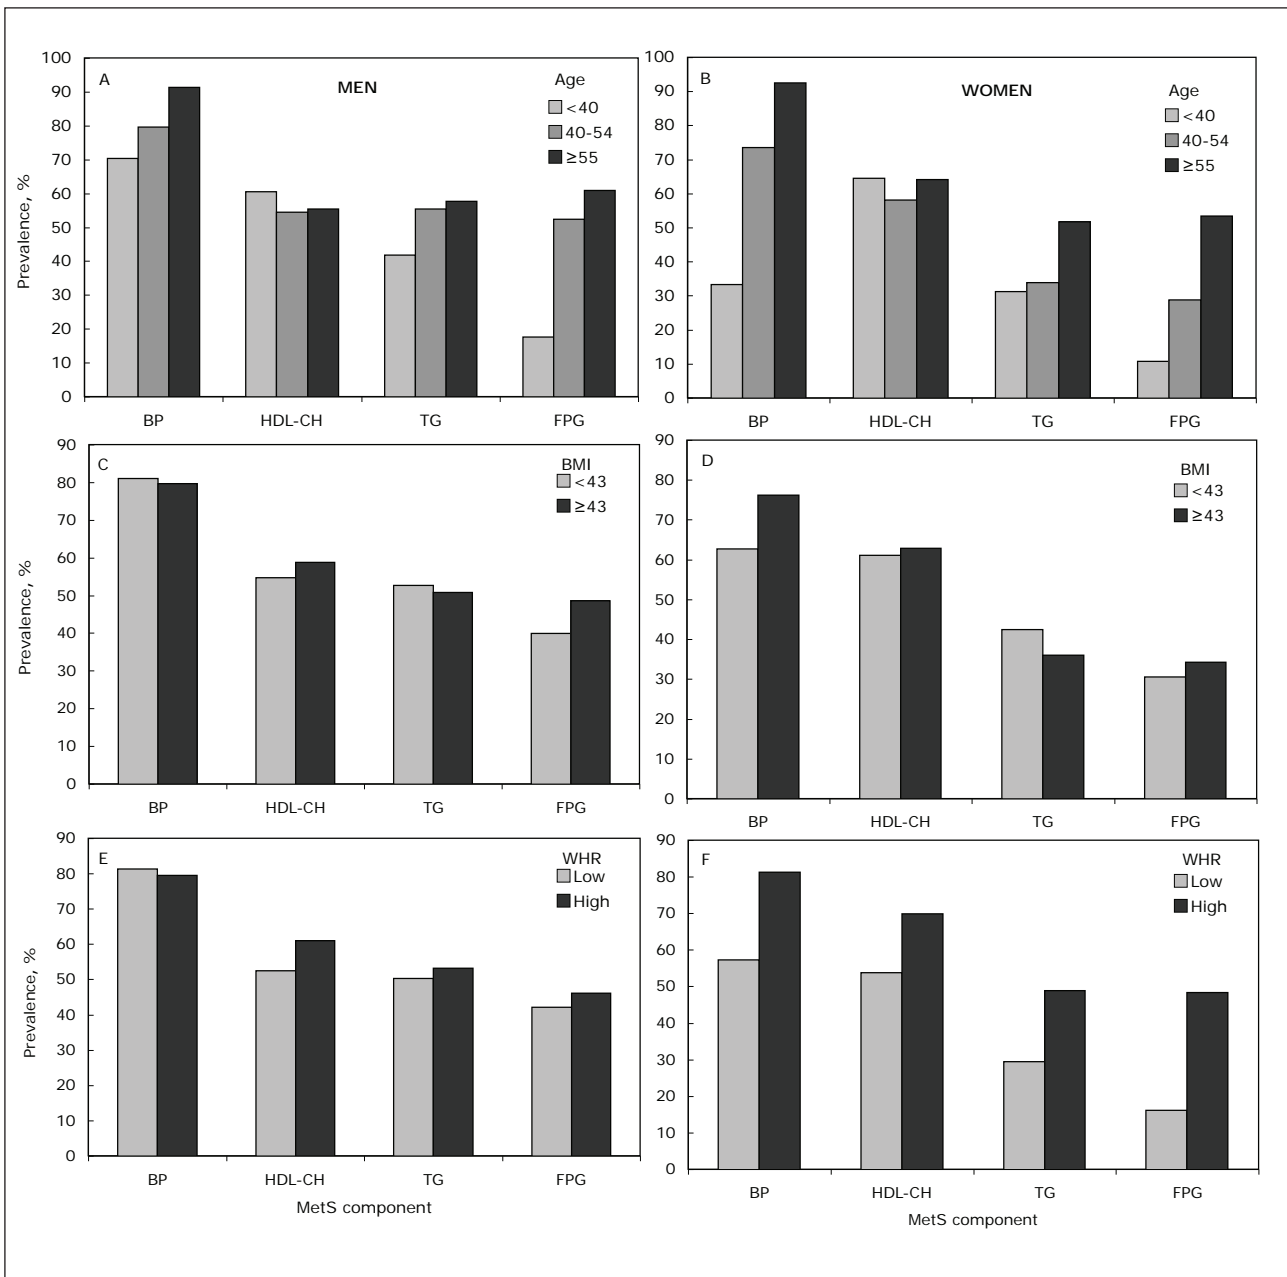 A
MEN
Age
<40
40-54
≥55
Prevalence, %
100
90
80
70
60
50
40
30
20
10
0
BP HDL-CH TG FPG
B
WOMEN
Age
<40
40-54
≥55
100
90
80
70
60
50
40
30
20
10
0
BP HDL-CH TG FPG
C
BMI
<43
≥43
Prevalence, %
90
80
70
60
50
40
30
20
10
0
BP HDL-CH TG FPG
D
BMI
<43
≥43
90
80
70
60
50
40
30
20
10
0
BP HDL-CH TG FPG
E
WHR
Low
High
Prevalence, %
90
80
70
60
50
40
30
20
10
0
BP HDL-CH TG FPG
MetS component
F
WHR
Low
High
90
80
70
60
50
40
30
20
10
0
BP HDL-CH TG FPG
MetS component